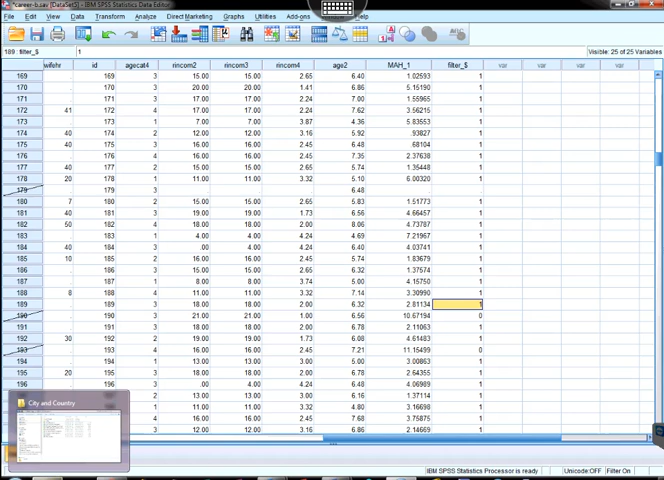 *career-b.sav [DataSet5] - IBM SPSS Statistics Data Editor
File Edit View Data Transform Analyze Direct Marketing Graphs Utilities Add-ons Help
189 : filter_$ 1 Visible: 25 of 25 Variables
wifehr id agecat4 rincom2 rincom3 rincom4 age2 MAH_1 filter_$ var var var var
169 . 169 3 15.00 15.00 2.65 6.40 1.02593 1
170 . 170 3 20.00 20.00 1.41 6.86 5.15190 1
171 . 171 3 17.00 17.00 2.24 7.00 1.55965 1
172 41 172 4 17.00 17.00 2.24 7.62 3.56215 1
173 . 173 1 7.00 7.00 3.87 4.36 5.83553 1
174 40 174 2 12.00 12.00 3.16 5.92 .93827 1
175 40 175 3 16.00 16.00 2.45 6.48 .68104 1
176 . 176 4 16.00 16.00 2.45 7.35 2.37638 1
177 40 177 2 15.00 15.00 2.65 5.74 1.35448 1
178 20 178 1 11.00 11.00 3.32 5.10 6.00320 1
179 . 179 3 . . . 6.48 . .
180 7 180 2 15.00 15.00 2.65 5.83 1.51773 1
181 40 181 3 19.00 19.00 1.73 6.56 4.66457 1
182 50 182 4 18.00 18.00 2.00 8.06 4.73787 1
183 . 183 1 4.00 4.00 4.24 4.69 7.21967 1
184 40 184 3 .00 4.00 4.24 6.40 4.03741 1
185 10 185 2 16.00 16.00 2.45 5.74 1.83679 1
186 . 186 3 15.00 15.00 2.65 6.32 1.37574 1
187 . 187 1 8.00 8.00 3.74 5.00 4.15750 1
188 8 188 4 11.00 11.00 3.32 7.14 3.30990 1
189 . 189 3 18.00 18.00 2.00 6.32 2.81134 1
190 . 190 3 21.00 21.00 1.00 6.56 10.67194 0
191 . 191 3 18.00 18.00 2.00 6.78 2.11063 1
192 30 192 3 19.00 19.00 1.73 6.08 4.61483 1
193 . 193 4 16.00 16.00 2.45 7.21 11.15499 0
194 . 194 1 13.00 13.00 3.00 5.00 3.00863 1
195 20 195 3 18.00 18.00 2.00 6.78 2.64355 1
196 . 196 3 .00 4.00 4.24 6.48 4.06989 1
2 13.00 13.00 3.00 6.16 1.37114 1
City and Country 1 11.00 11.00 3.32 4.80 3.16698 1
4 16.00 16.00 2.45 7.68 3.75875 1
3 12.00 12.00 3.16 6.86 2.14669 1
IBM SPSS Statistics Processor is ready Unicode:OFF Filter On